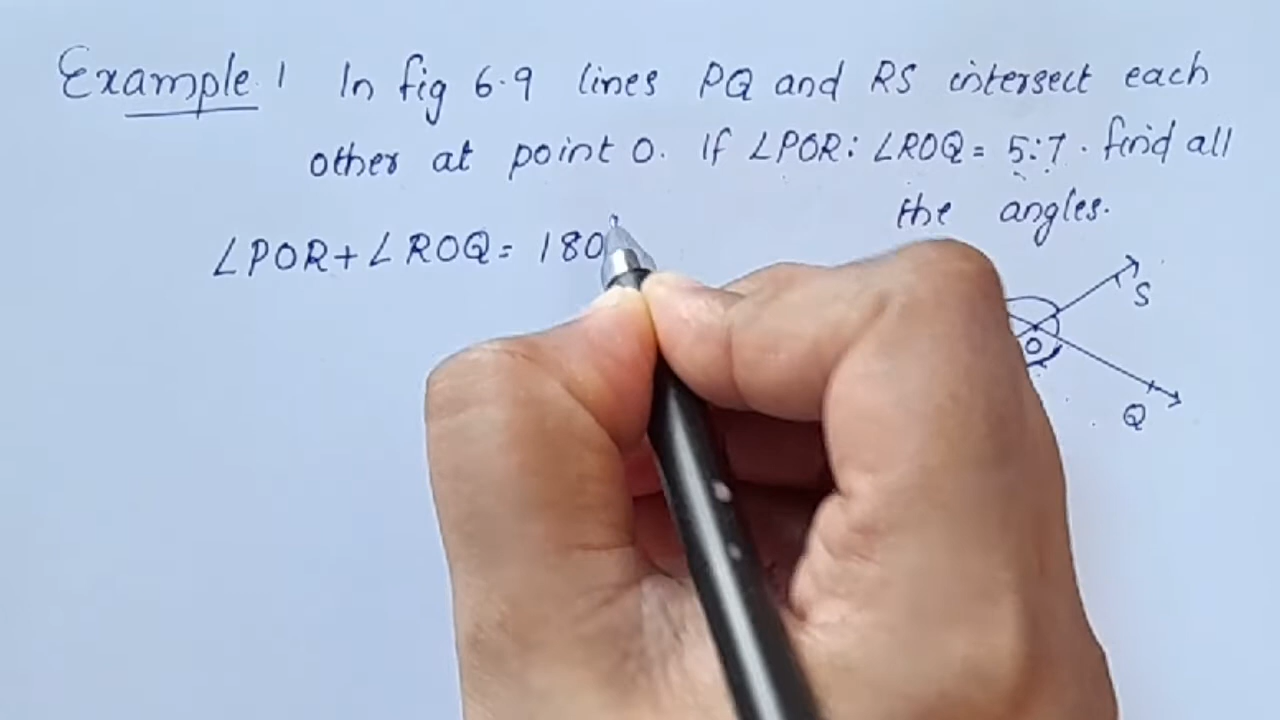 Example 1 In fig 6.9 lines PQ and RS intersect each
other at point O. If ∠POR : ∠ROQ = 5:7. find all
the angles.
∠POR + ∠ROQ = 180
S
O
Q